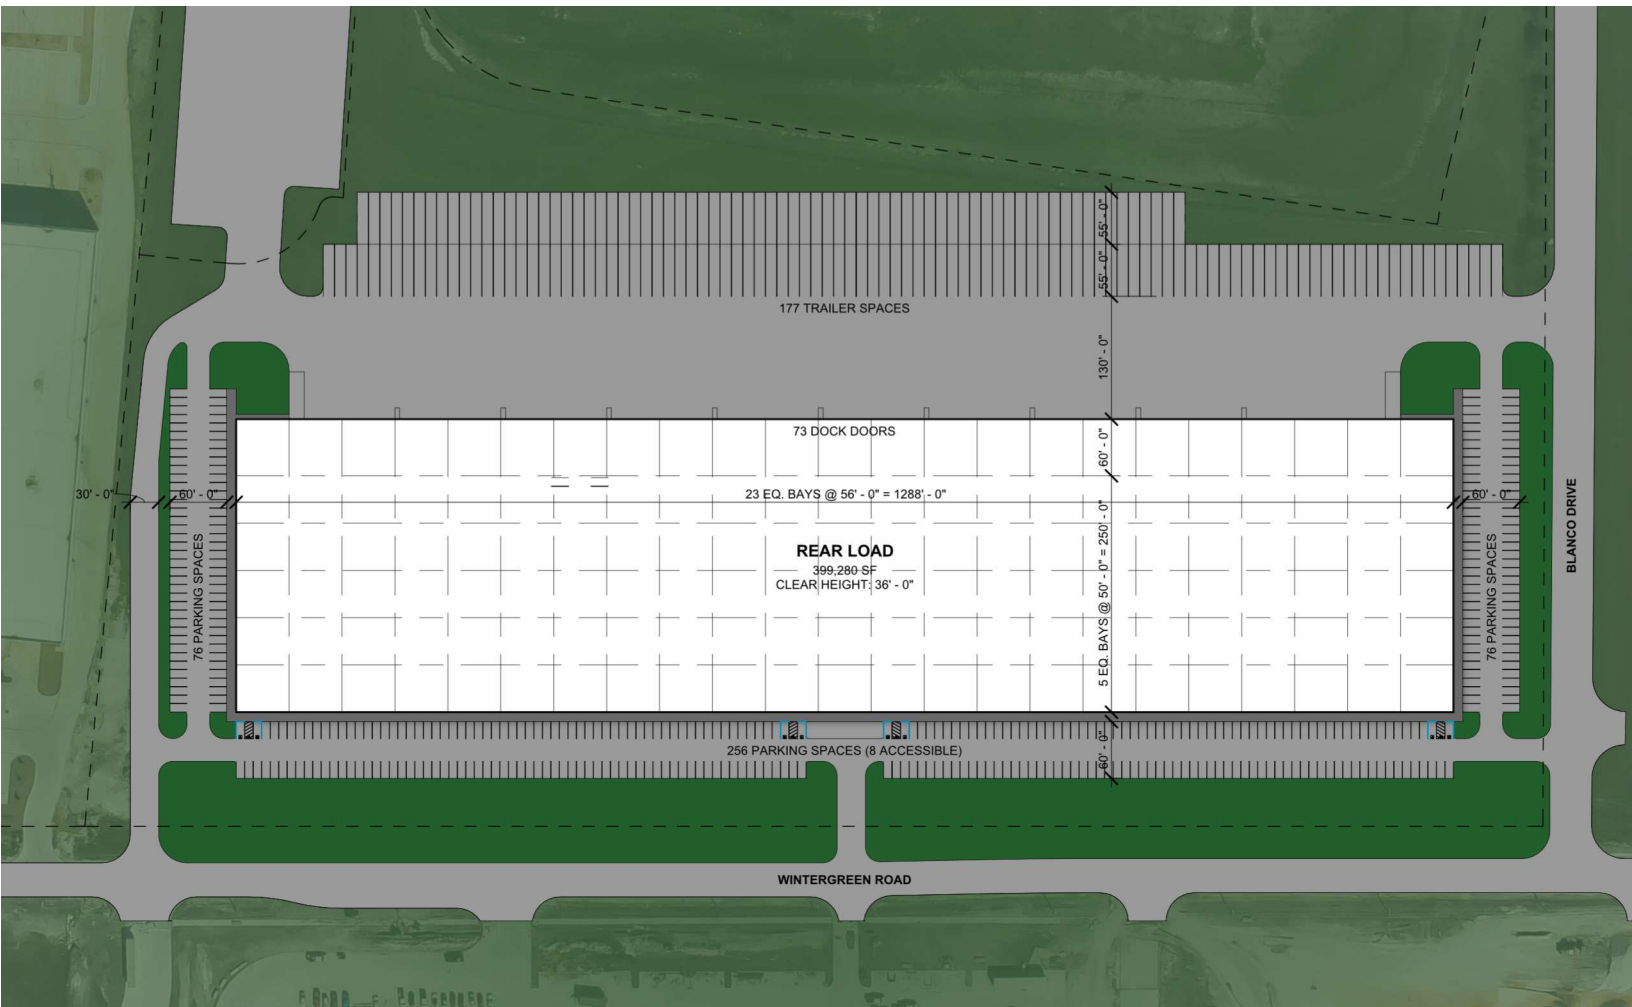 55' - 0"
55' - 0"
177 TRAILER SPACES
130' - 0"
73 DOCK DOORS
60' - 0"
30' - 0"
60' - 0"
23 EQ. BAYS @ 56' - 0" = 1288' - 0"
60' - 0"
BLANCO DRIVE
5 EQ. BAYS @ 50' - 0" = 250' - 0"
REAR LOAD
399,280 SF
CLEAR HEIGHT: 36' - 0"
76 PARKING SPACES
76 PARKING SPACES
256 PARKING SPACES (8 ACCESSIBLE)
60' - 0"
WINTERGREEN ROAD